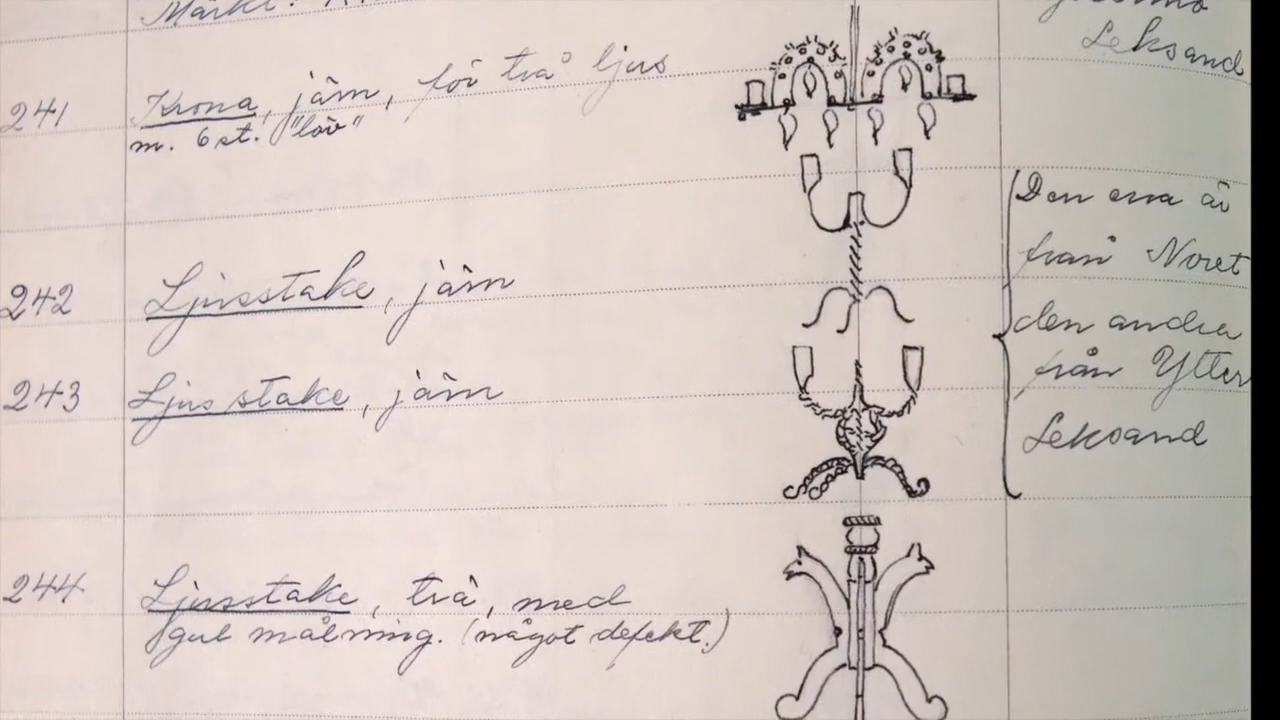 Märkt:
Leksand
241 Krona, järn, för två ljus
m. 6 st. "löv"
242 Ljusstake, järn
243 Ljusstake, järn
Den ena är
från Noret
den andra
från Ytter
Leksand
244 Ljusstake, trä, med
gul målning. (något defekt.)